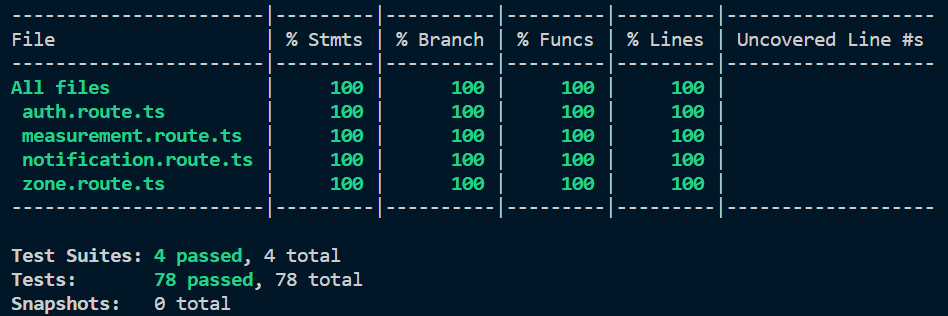 -----------------------|---------|----------|---------|---------|-------------------
File                   | % Stmts | % Branch | % Funcs | % Lines | Uncovered Line #s
-----------------------|---------|----------|---------|---------|-------------------
All files              |     100 |      100 |     100 |     100 |
 auth.route.ts         |     100 |      100 |     100 |     100 |
 measurement.route.ts  |     100 |      100 |     100 |     100 |
 notification.route.ts |     100 |      100 |     100 |     100 |
 zone.route.ts         |     100 |      100 |     100 |     100 |
-----------------------|---------|----------|---------|---------|-------------------
Test Suites: 4 passed, 4 total
Tests:       78 passed, 78 total
Snapshots:   0 total